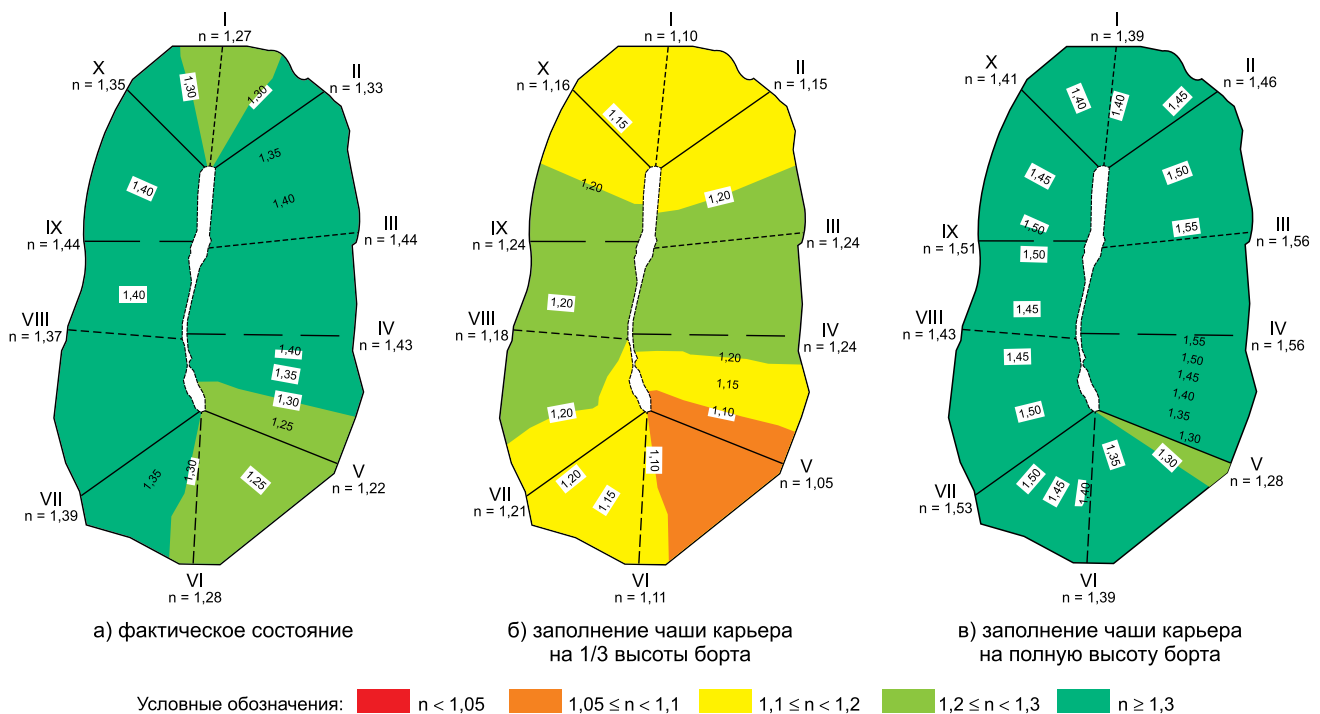 I
n = 1,27
X
n = 1,35
II
n = 1,33
1,30
1,30
1,35
1,40
1,40
IX
n = 1,44
III
n = 1,44
1,40
VIII
n = 1,37
IV
n = 1,43
1,40
1,35
1,30
1,25
1,30
1,35
1,25
V
n = 1,22
VII
n = 1,39
VI
n = 1,28
а) фактическое состояние
I
n = 1,10
X
n = 1,16
II
n = 1,15
1,15
1,20
1,20
IX
n = 1,24
III
n = 1,24
1,20
VIII
n = 1,18
IV
n = 1,24
1,20
1,15
1,10
1,20
1,10
1,20
1,15
V
n = 1,05
VII
n = 1,21
VI
n = 1,11
б) заполнение чаши карьера
на 1/3 высоты борта
I
n = 1,39
X
n = 1,41
II
n = 1,46
1,40
1,40
1,45
1,45
1,50
1,50
1,55
IX
n = 1,51
III
n = 1,56
1,50
1,45
VIII
n = 1,43
IV
n = 1,56
1,45
1,55
1,50
1,45
1,40
1,35
1,30
1,50
1,35
1,30
1,50
1,45
1,40
V
n = 1,28
VII
n = 1,53
VI
n = 1,39
в) заполнение чаши карьера
на полную высоту борта
Условные обозначения:
n < 1,05
1,05 ≤ n < 1,1
1,1 ≤ n < 1,2
1,2 ≤ n < 1,3
n ≥ 1,3